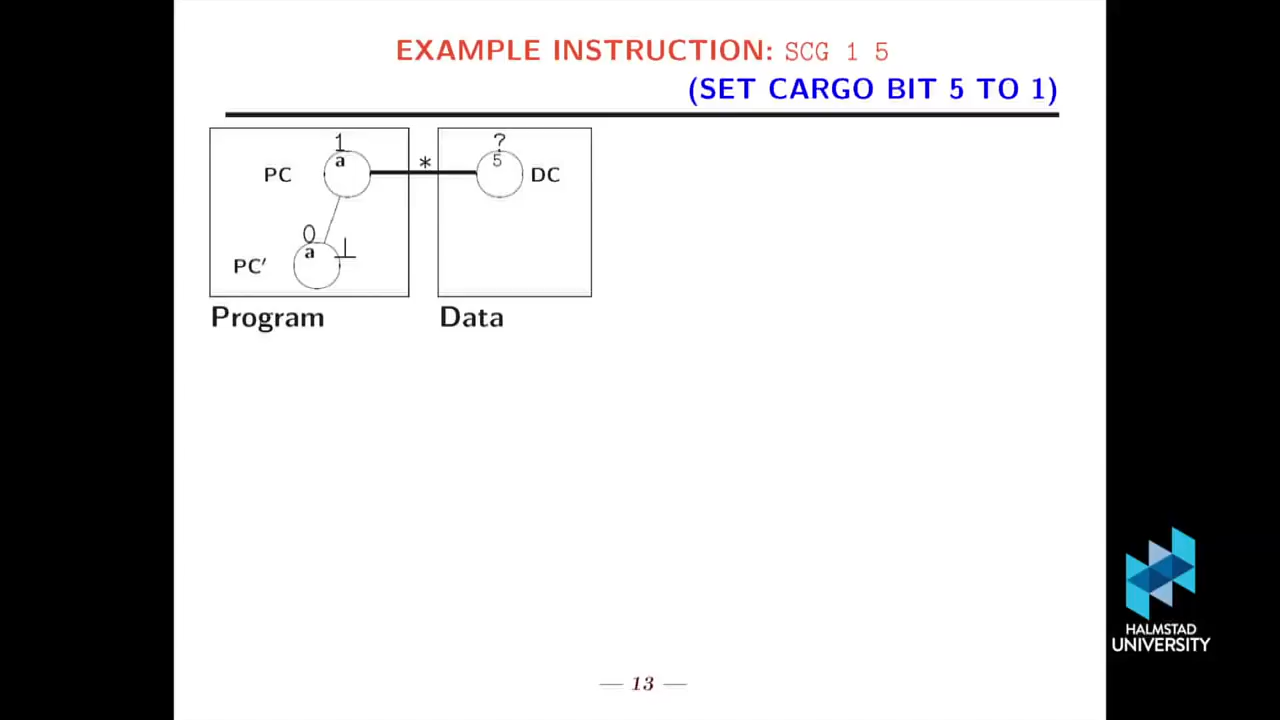 EXAMPLE INSTRUCTION: SCG 1 5
(SET CARGO BIT 5 TO 1)
1
?
a
*
5
PC
DC
0
a
⊥
PC′
Program
Data
HALMSTAD
UNIVERSITY
— 13 —